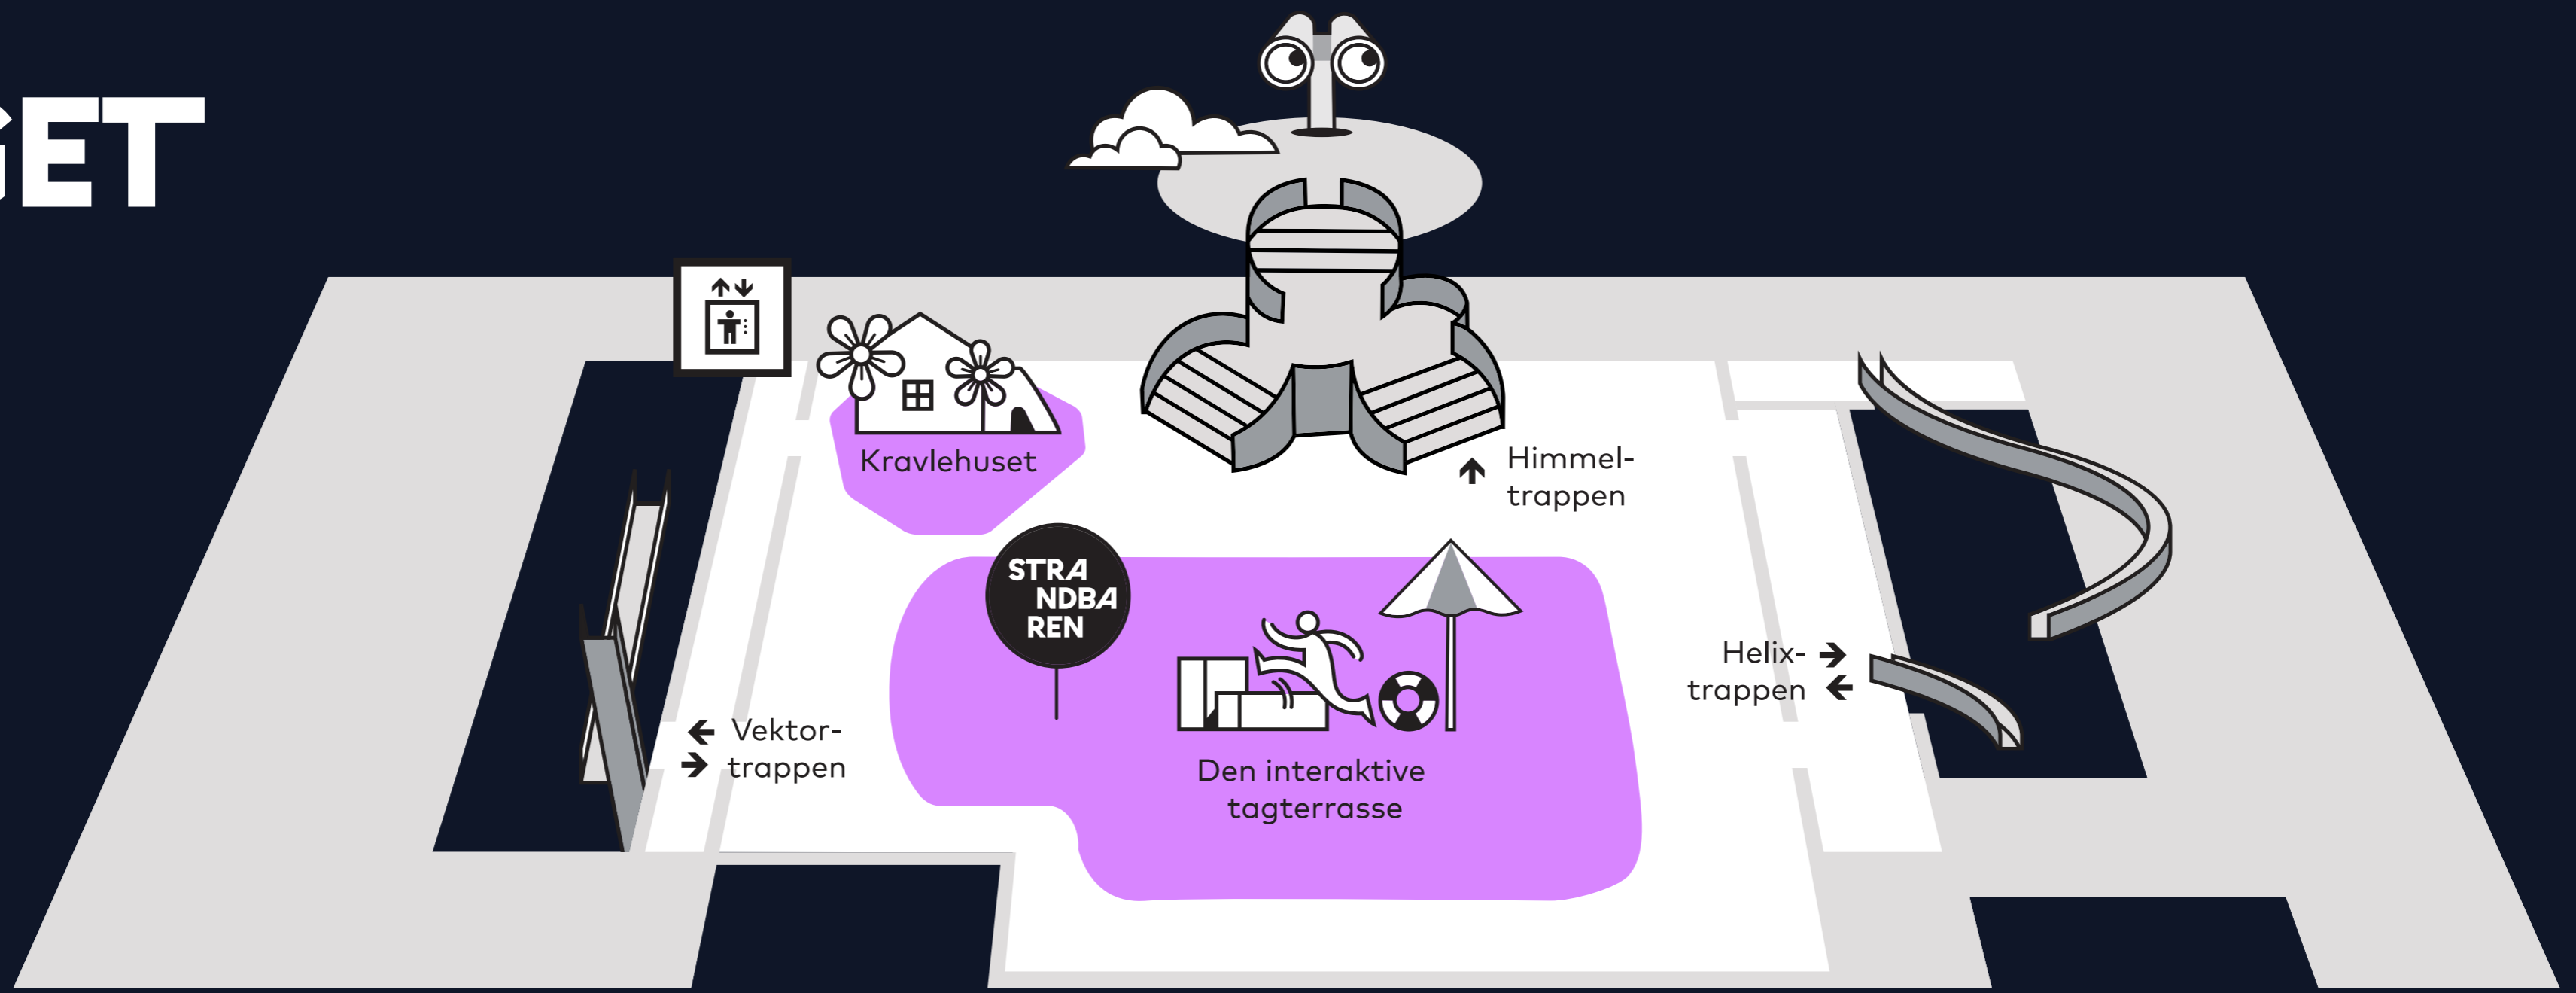 GET
Kravlehuset
Himmel-
trappen
STRA
NDBA
REN
Helix-
trappen
Vektor-
trappen
Den interaktive
tagterrasse